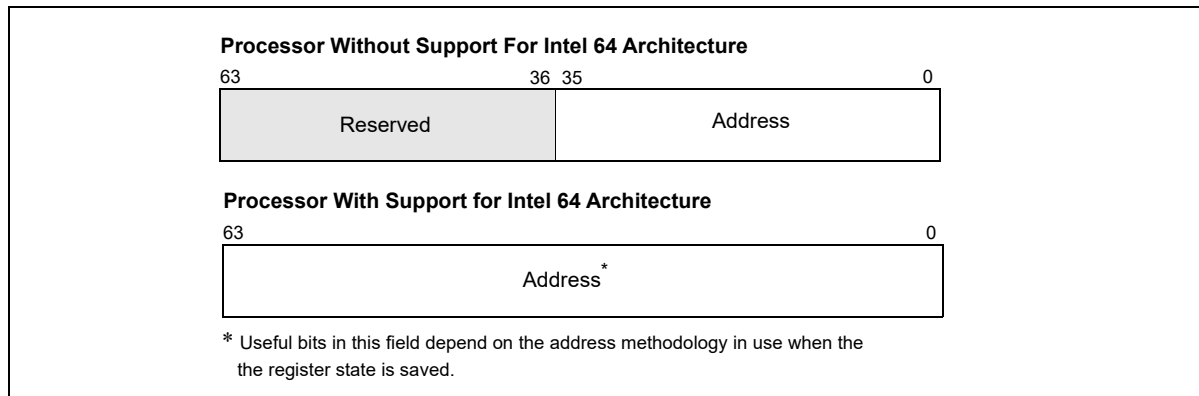 Processor Without Support For Intel 64 Architecture
63 36 35 0
Reserved Address
Processor With Support for Intel 64 Architecture
63 0
Address*
* Useful bits in this field depend on the address methodology in use when the
the register state is saved.